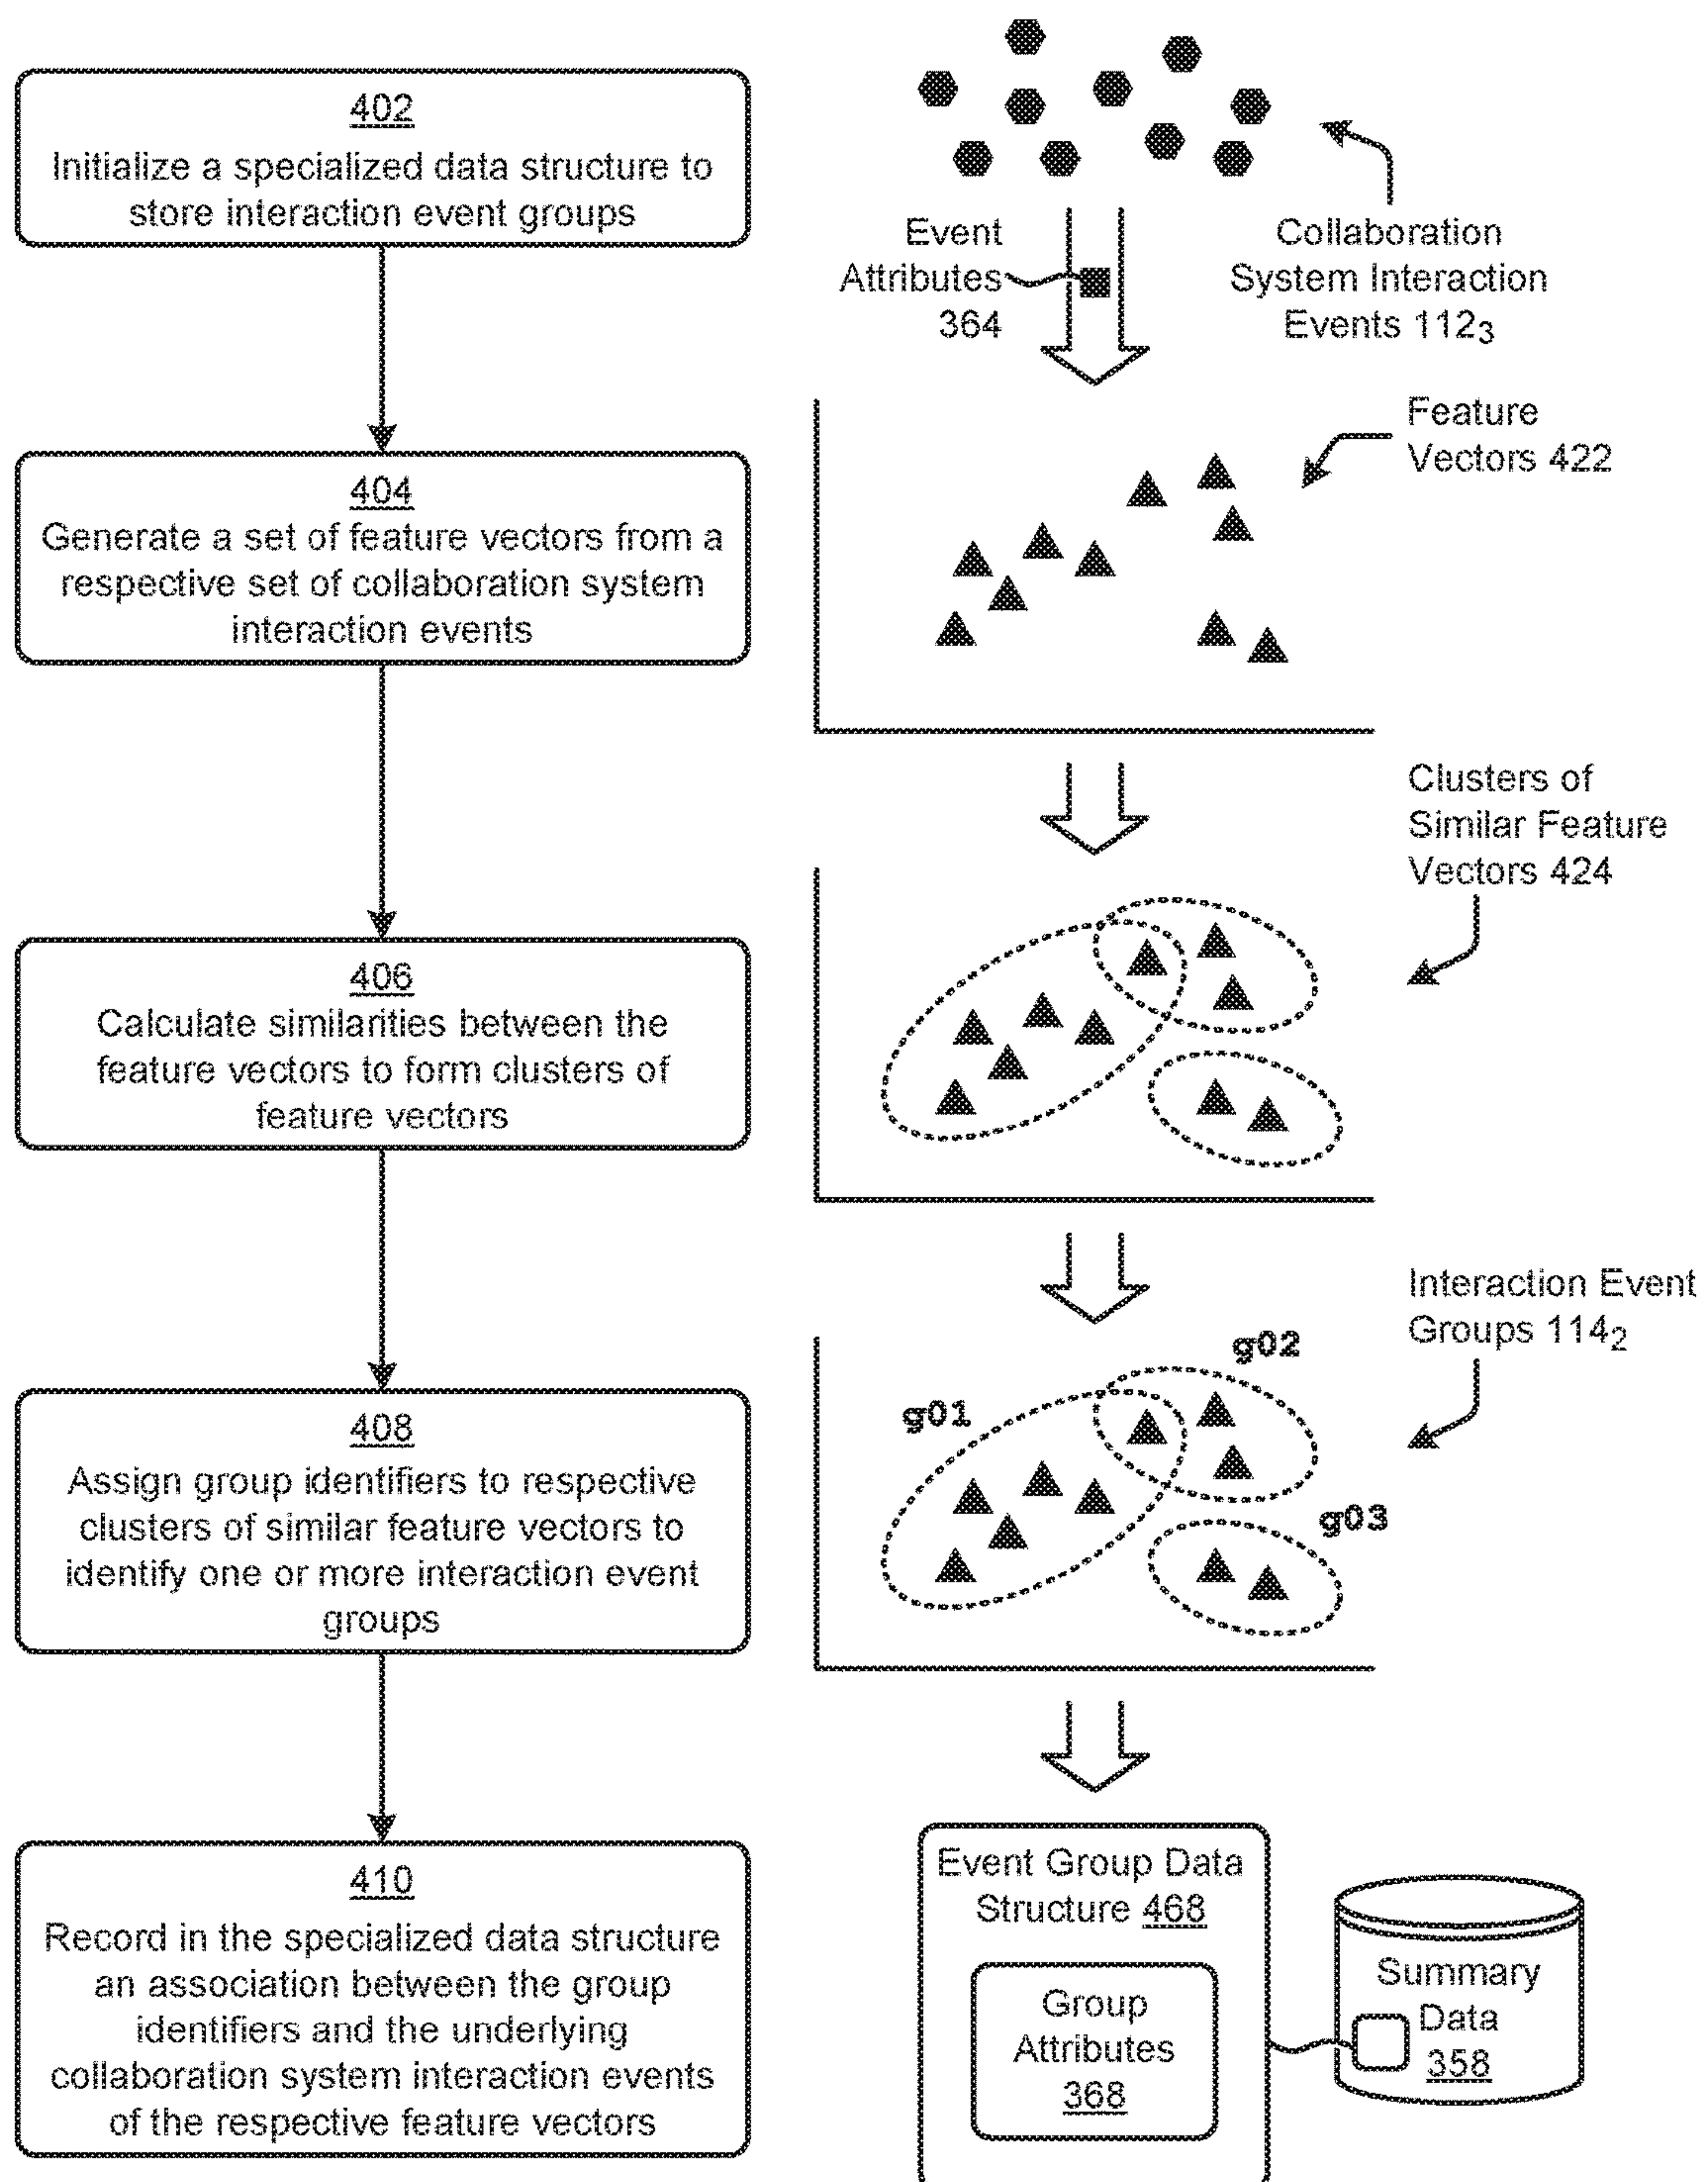 402
Initialize a specialized data structure to
store interaction event groups
404
Generate a set of feature vectors from a
respective set of collaboration system
interaction events
406
Calculate similarities between the
feature vectors to form clusters of
feature vectors
408
Assign group identifiers to respective
clusters of similar feature vectors to
identify one or more interaction event
groups
410
Record in the specialized data structure
an association between the group
identifiers and the underlying
collaboration system interaction events
of the respective feature vectors
Event
Attributes
364
Collaboration
System Interaction
Events 112₃
Feature
Vectors 422
Clusters of
Similar Feature
Vectors 424
Interaction Event
Groups 114₂
g01
g02
g03
Event Group Data
Structure 468
Group
Attributes
368
Summary
Data
358